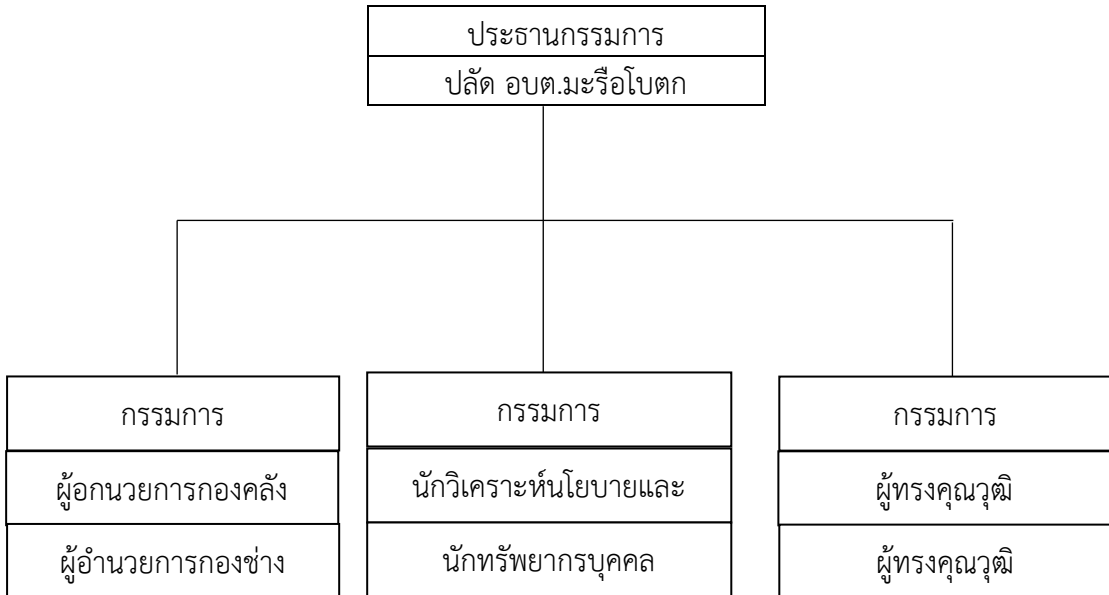 ประธานกรรมการ
ปลัด อบต.มะรือโบตก
กรรมการ
ผู้อกนวยการกองคลัง
ผู้อำนวยการกองช่าง
กรรมการ
นักวิเคราะห์นโยบายและ
นักทรัพยากรบุคคล
กรรมการ
ผู้ทรงคุณวุฒิ
ผู้ทรงคุณวุฒิ